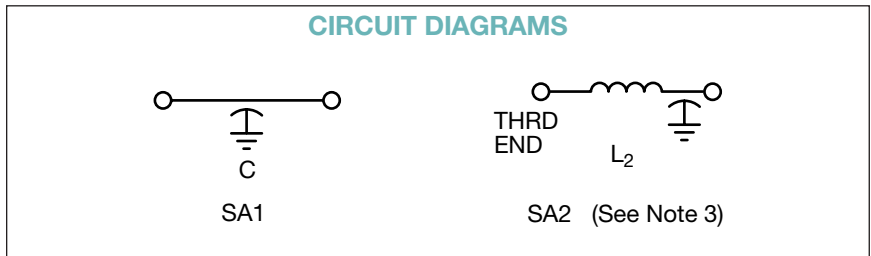 CIRCUIT DIAGRAMS
THRD
END
L2
C
SA1
SA2 (See Note 3)